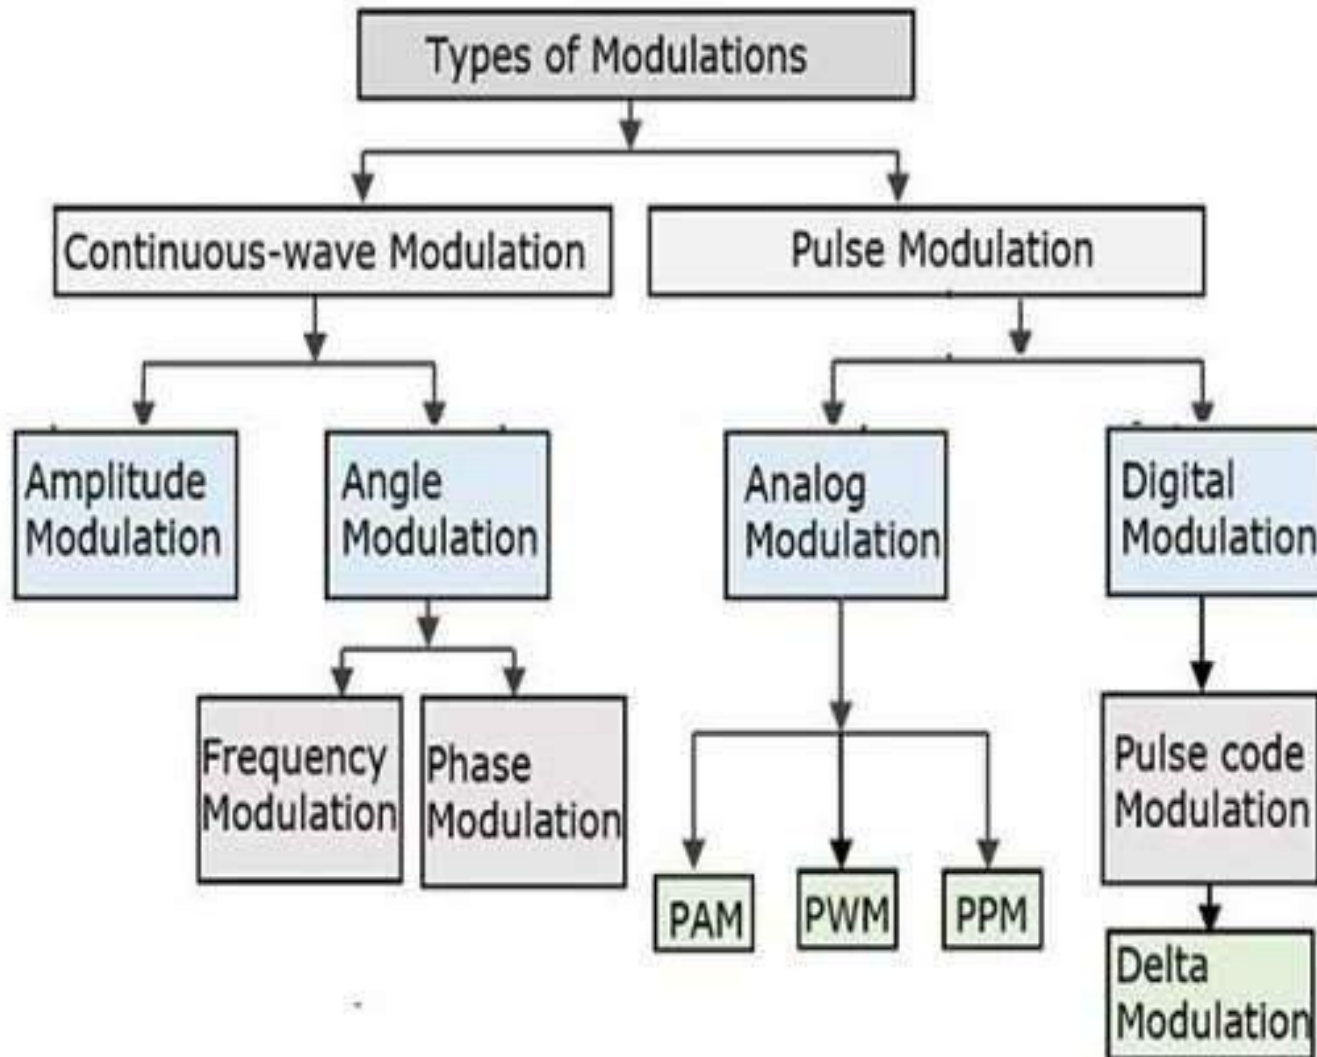 Types of Modulations
Continuous-wave Modulation
Pulse Modulation
Amplitude
Modulation
Angle
Modulation
Analog
Modulation
Digital
Modulation
Frequency
Modulation
Phase
Modulation
Pulse code
Modulation
PAM
PWM
PPM
Delta
Modulation